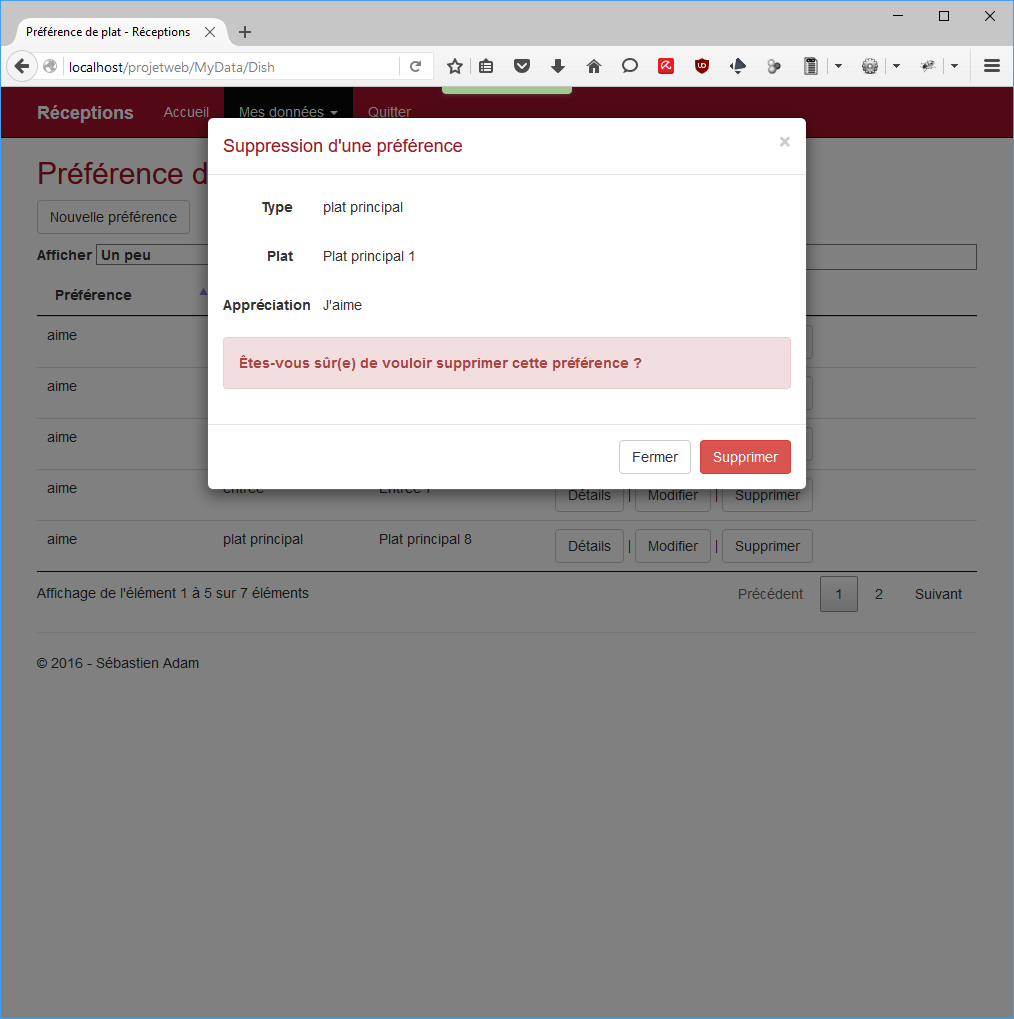 Préférence de plat - Réceptions
localhost/projetweb/MyData/Dish
Réceptions Accueil Mes données Quitter
Suppression d'une préférence ×
Préférence d
Type plat principal
Nouvelle préférence
Plat Plat principal 1
Afficher Un peu
Préférence
Appréciation J'aime
aime
Êtes-vous sûr(e) de vouloir supprimer cette préférence ?
aime
aime
Fermer Supprimer
aime entrée Entrée 7 Détails | Modifier | Supprimer
aime plat principal Plat principal 8 Détails | Modifier | Supprimer
Affichage de l'élément 1 à 5 sur 7 éléments Précédent 1 2 Suivant
© 2016 - Sébastien Adam